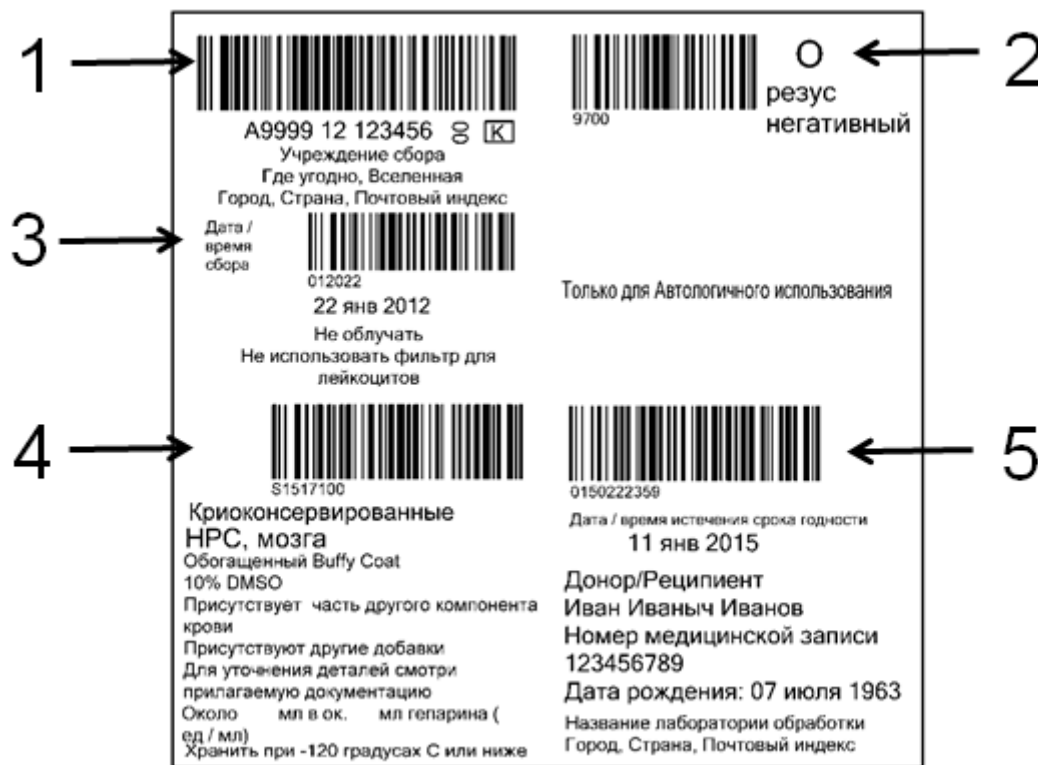 1
A9999 12 123456 00 K
Учреждение сбора
Где угодно, Вселенная
Город, Страна, Почтовый индекс
2
9700
O
резус
негативный
3
Дата /
время
сбора
012022
22 янв 2012
Не облучать
Не использовать фильтр для
лейкоцитов
Только для Автологичного использования
4
S1517100
Криоконсервированные
HPC, мозга
Обогащенный Buffy Coat
10% DMSO
Присутствует часть другого компонента
крови
Присутствуют другие добавки
Для уточнения деталей смотри
прилагаемую документацию
Около мл в ок. мл гепарина (
ед / мл)
Хранить при -120 градусах С или ниже
5
0150222359
Дата / время истечения срока годности
11 янв 2015
Донор/Реципиент
Иван Иваныч Иванов
Номер медицинской записи
123456789
Дата рождения: 07 июля 1963
Название лаборатории обработки
Город, Страна, Почтовый индекс